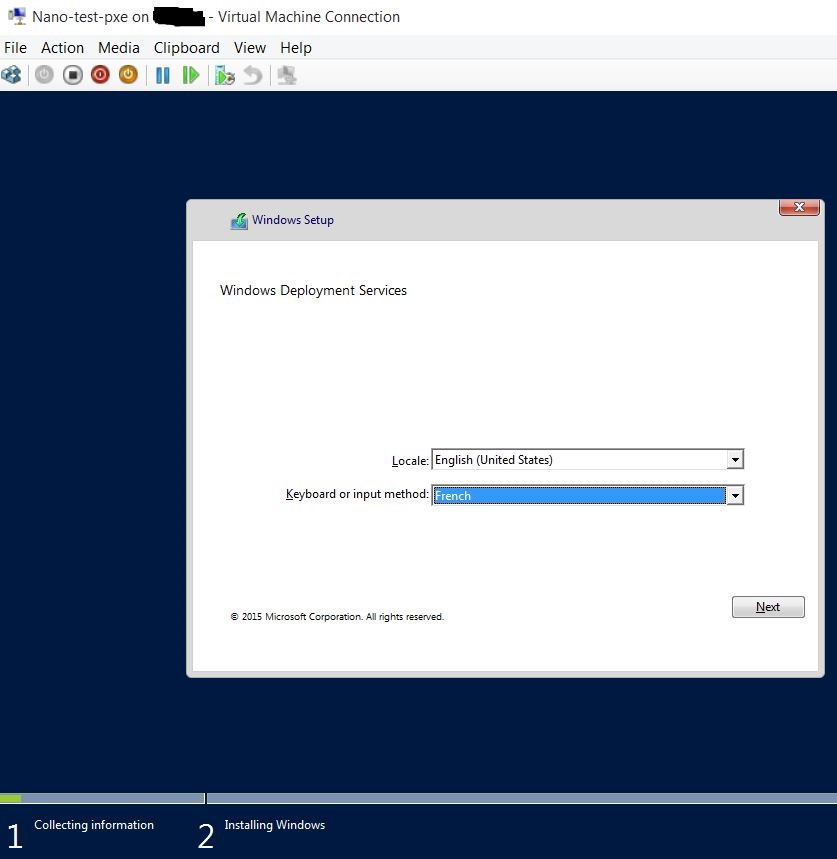 Nano-test-pxe on - Virtual Machine Connection
File Action Media Clipboard View Help
Windows Setup
Windows Deployment Services
Locale: English (United States)
Keyboard or input method: French
Next
© 2015 Microsoft Corporation. All rights reserved.
1 Collecting information 2 Installing Windows